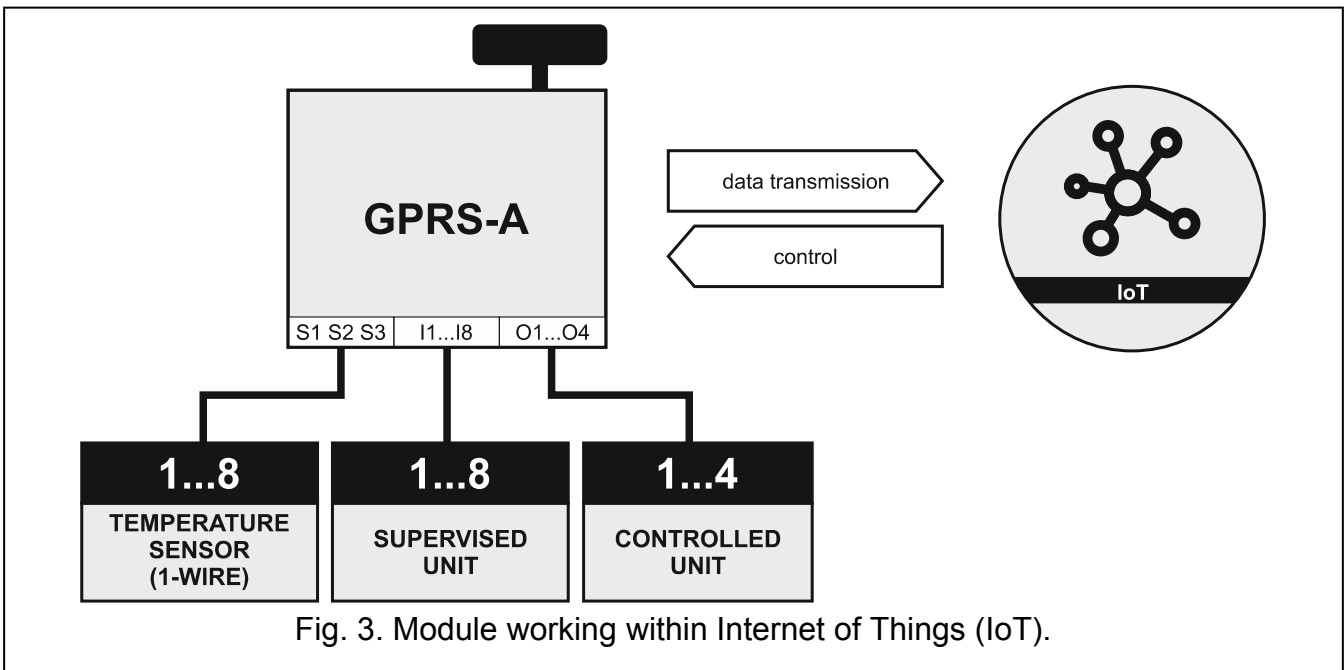 GPRS-A
data transmission
control
IoT
S1 S2 S3
I1...I8
O1...O4
1...8
TEMPERATURE
SENSOR
(1-WIRE)
1...8
SUPERVISED
UNIT
1...4
CONTROLLED
UNIT
Fig. 3. Module working within Internet of Things (IoT).